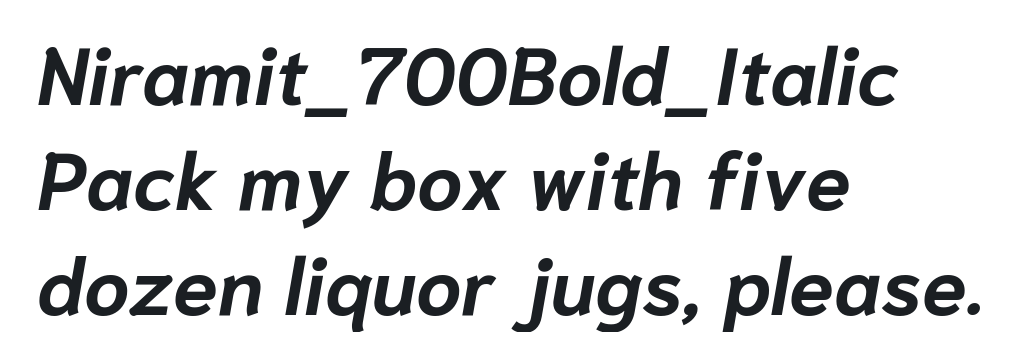 Niramit_700Bold_Italic
Pack my box with five
dozen liquor jugs, please.